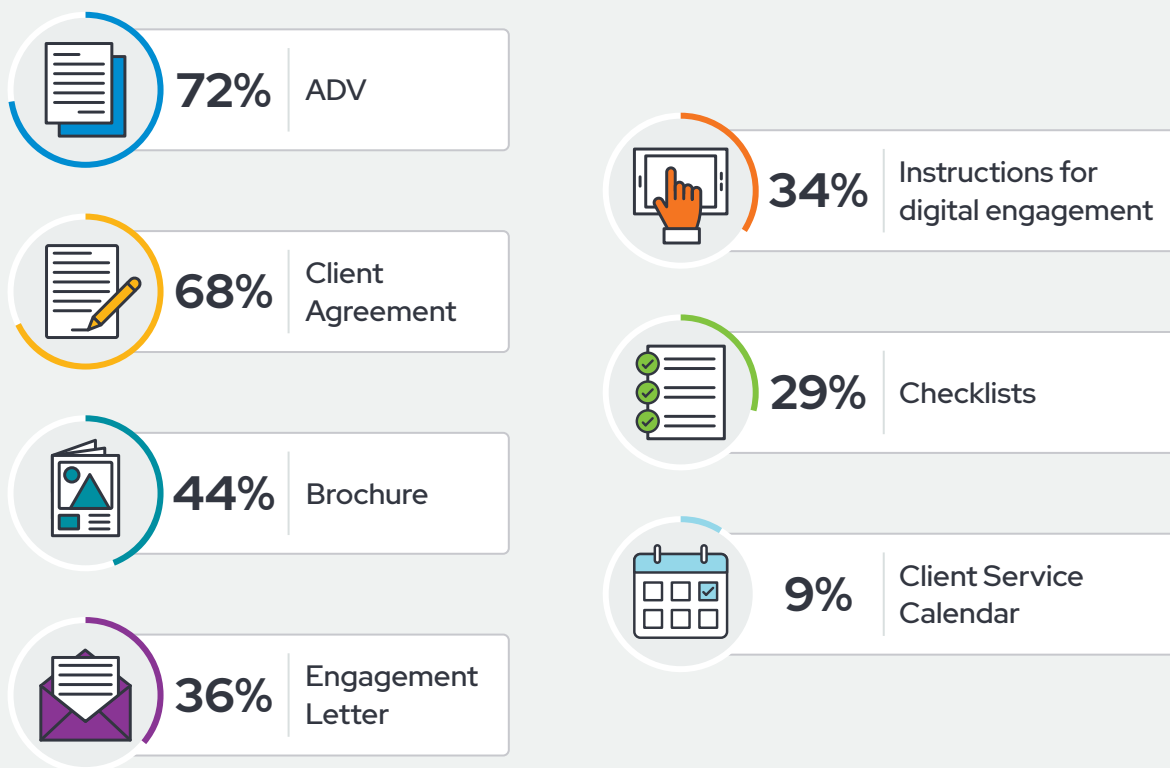 72%
ADV
68%
Client
Agreement
44%
Brochure
36%
Engagement
Letter
34%
Instructions for
digital engagement
29%
Checklists
9%
Client Service
Calendar